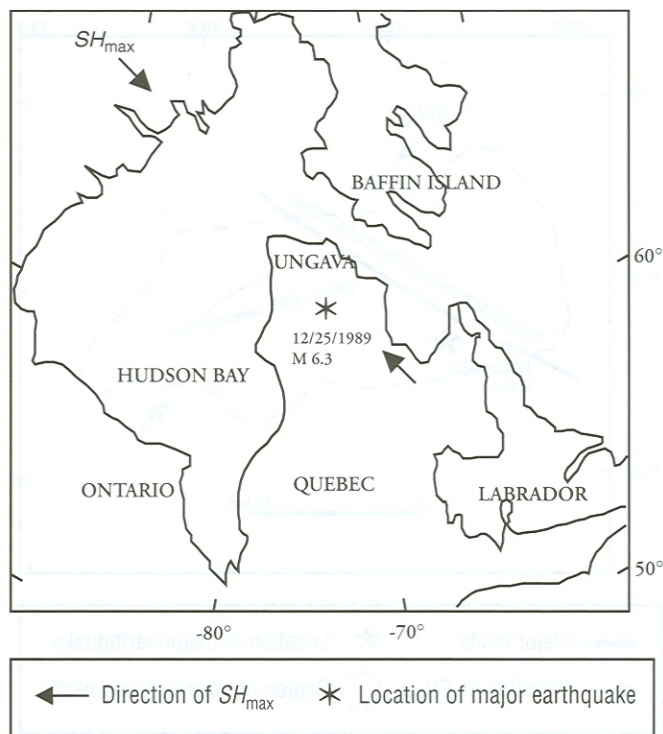 SHmax
BAFFIN ISLAND
60°
UNGAVA
12/25/1989
M 6.3
HUDSON BAY
ONTARIO
QUEBEC
LABRADOR
50°
-80°
-70°
Direction of SHmax
Location of major earthquake